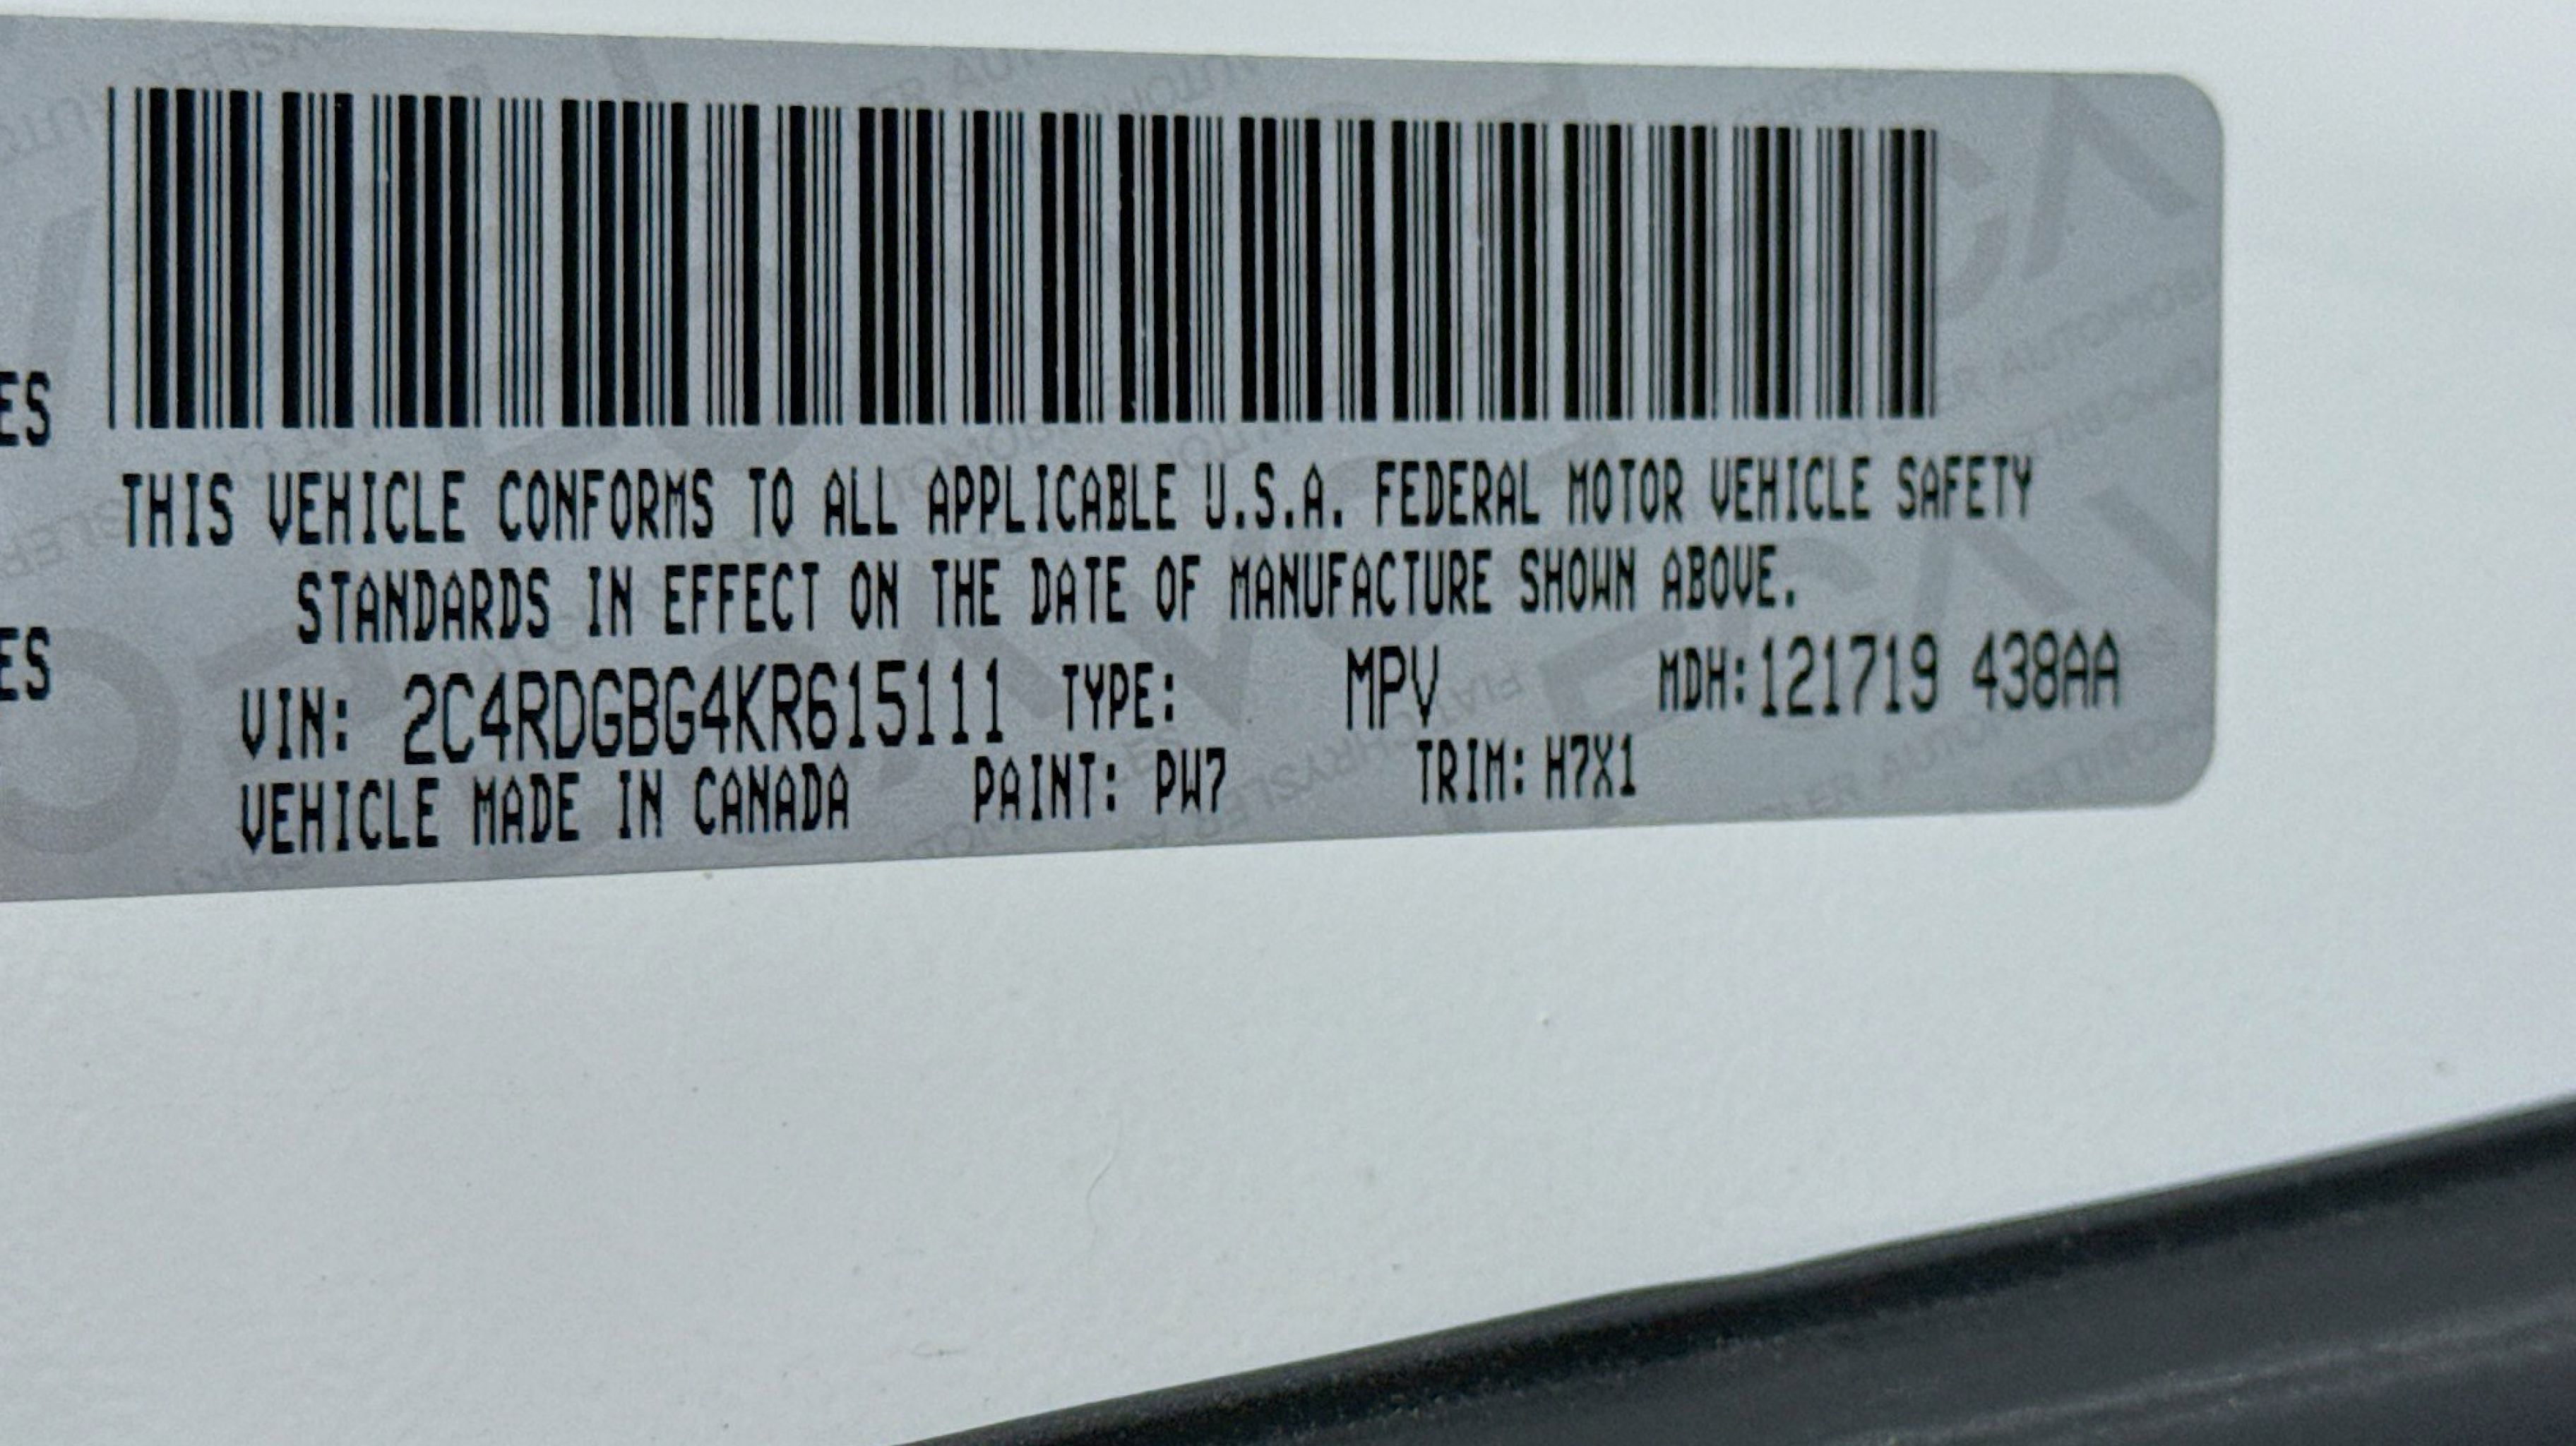 ES
THIS VEHICLE CONFORMS TO ALL APPLICABLE U.S.A. FEDERAL MOTOR VEHICLE SAFETY
STANDARDS IN EFFECT ON THE DATE OF MANUFACTURE SHOWN ABOVE.
ES
VIN: 2C4RDGBG4KR615111 TYPE: MPV MDH:121719 438AA
VEHICLE MADE IN CANADA PAINT: PW7 TRIM: H7X1